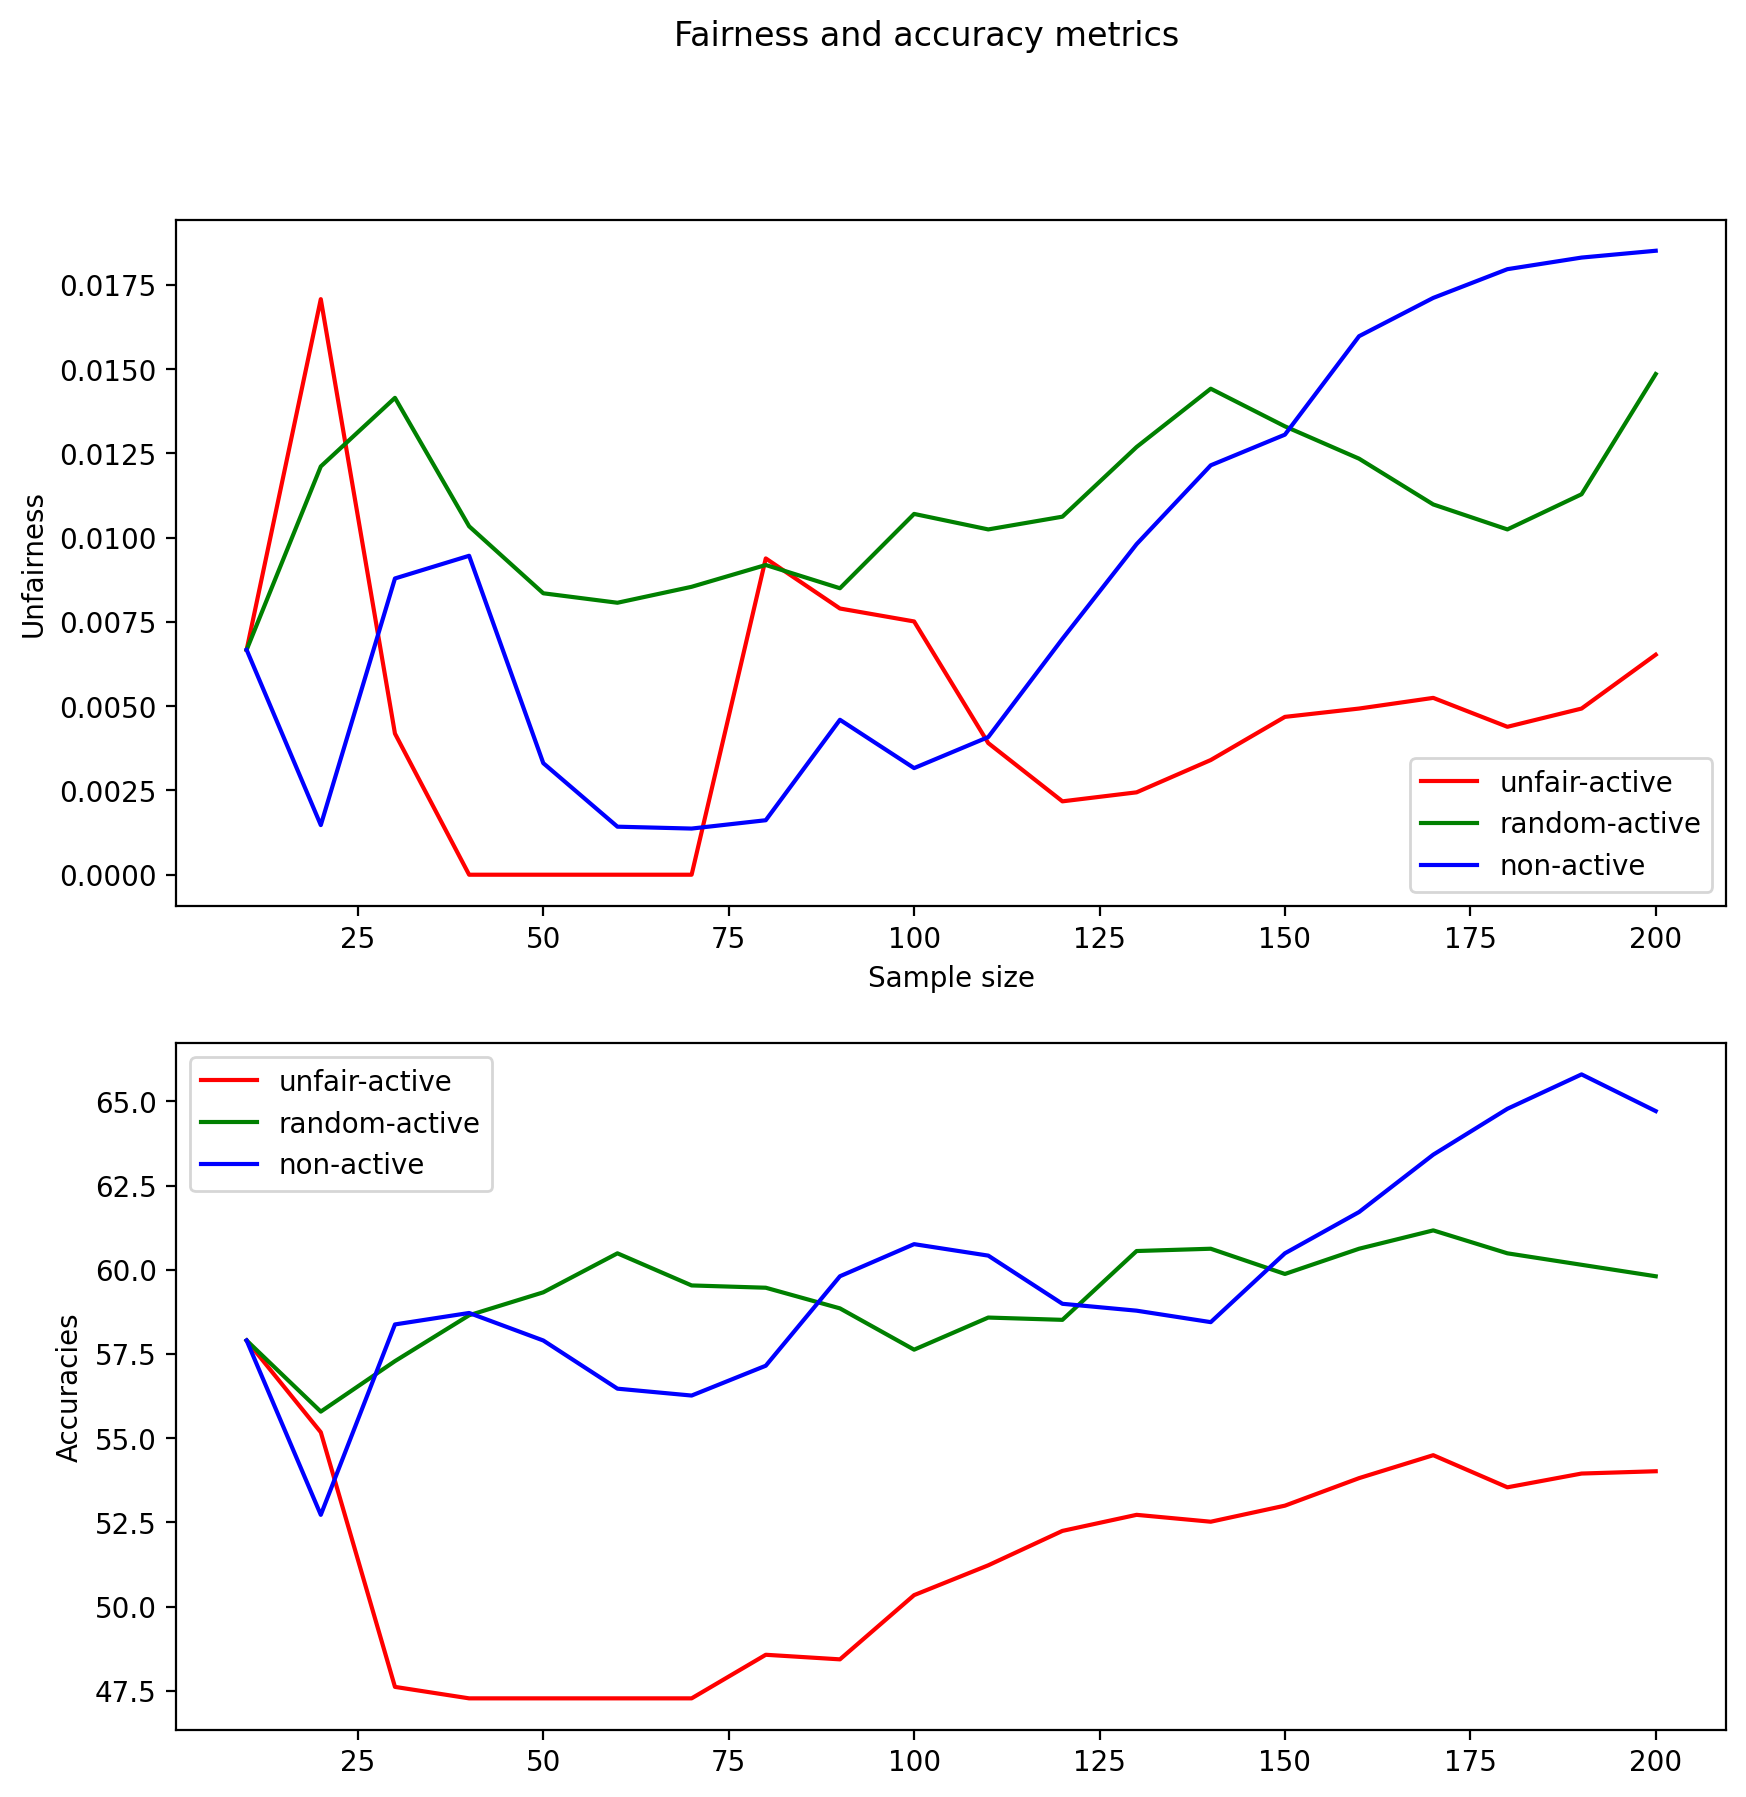 Fairness and accuracy metrics
0.0175
0.0150
0.0125
0.0100
0.0075
0.0050
0.0025
0.0000
Unfairness
unfair-active
random-active
non-active
25 50 75 100 125 150 175 200
Sample size
unfair-active
random-active
non-active
65.0
62.5
60.0
57.5
55.0
52.5
50.0
47.5
Accuracies
25 50 75 100 125 150 175 200